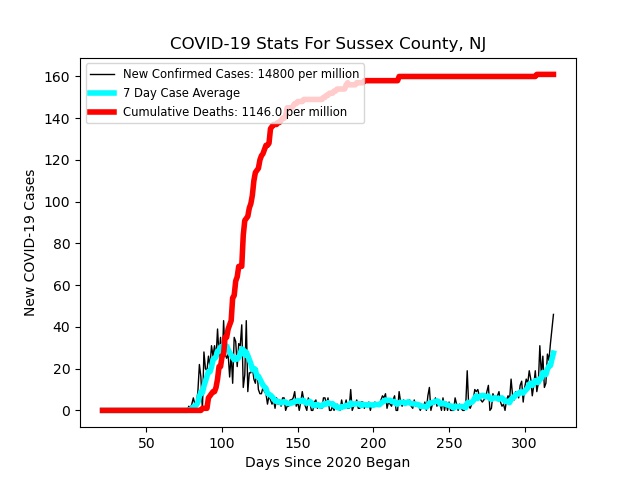 COVID-19 Stats For Sussex County, NJ
New Confirmed Cases: 14800 per million
7 Day Case Average
Cumulative Deaths: 1146.0 per million
160
140
120
100
80
60
40
20
0
New COVID-19 Cases
50 100 150 200 250 300
Days Since 2020 Began